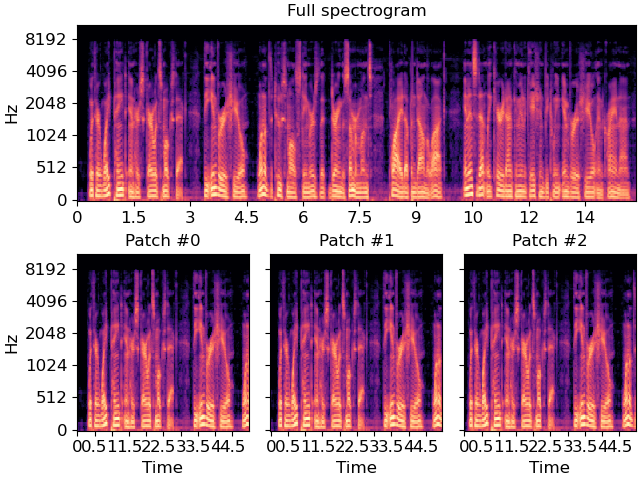 Full spectrogram
Hz
8192
4096
2048
1024
512
0
0 1.5 3 4.5 6 7.5 9 10 12 14
Patch #0 Patch #1 Patch #2
Hz
8192
4096
2048
1024
512
0
00.511.522.533.544.5 00.511.522.533.544.5 00.511.522.533.544.5
Time Time Time